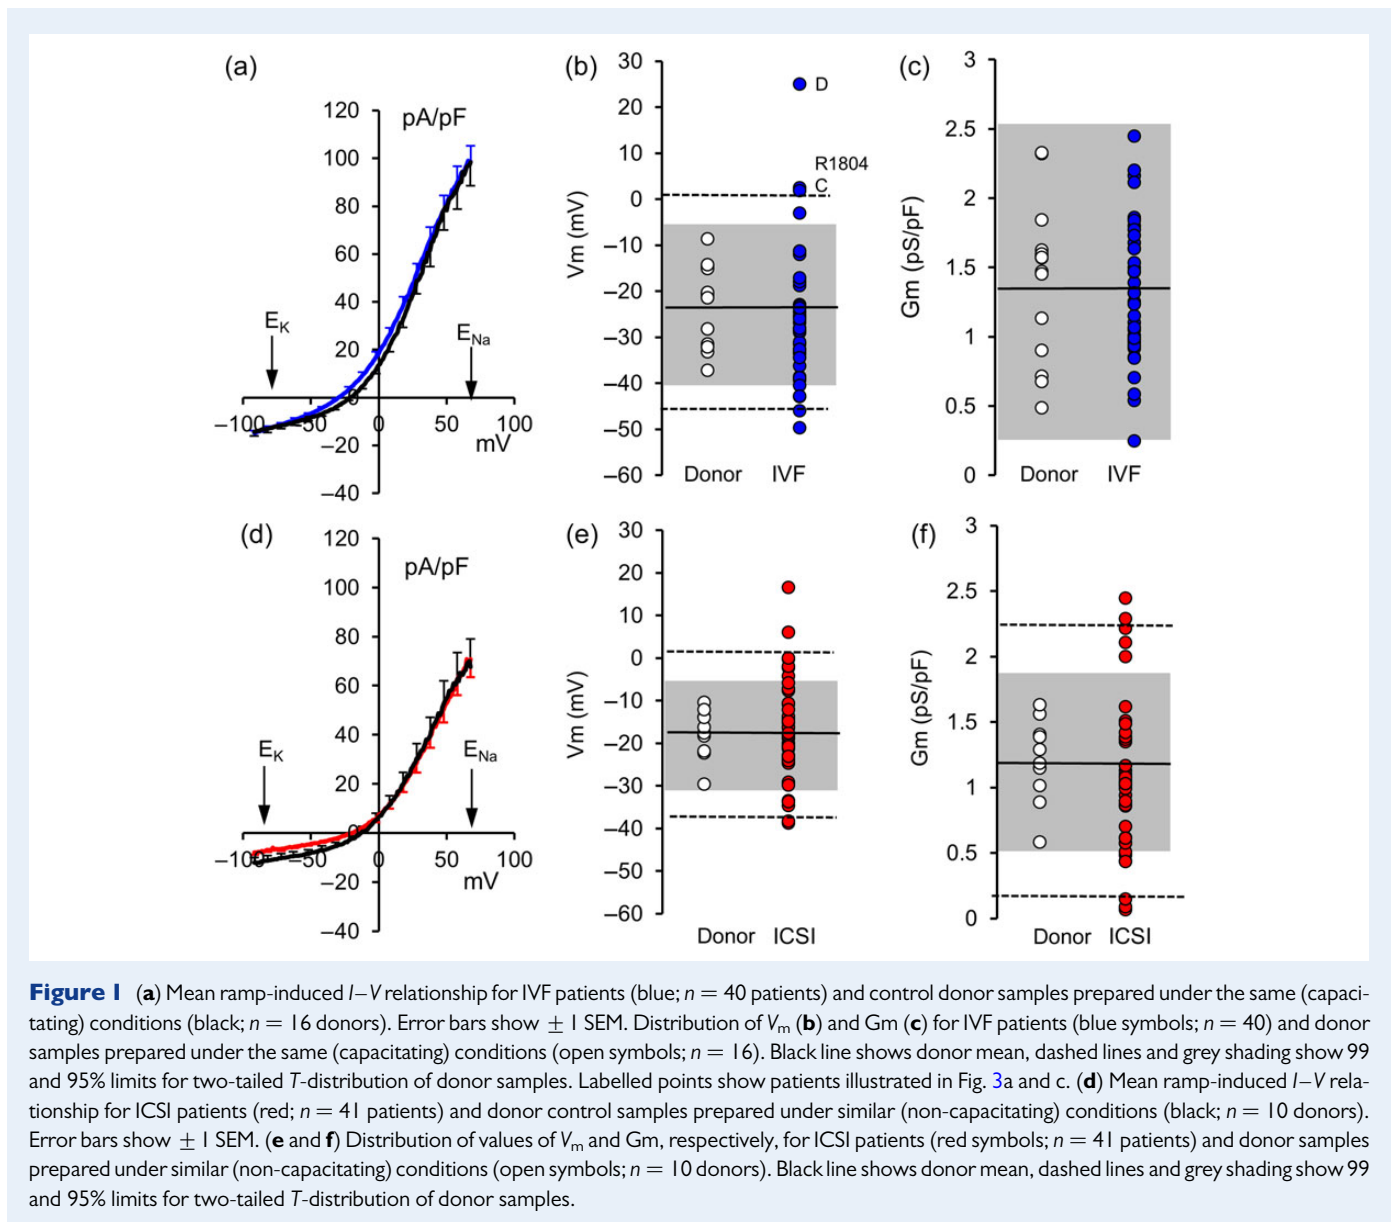 (a)
pA/pF
120
100
80
60
40
20
0
–20
–40
–100
–50
0
50
100
mV
EK
ENa
(b)
Vm (mV)
30
20
10
0
–10
–20
–30
–40
–50
–60
D
R1804
C
Donor IVF
(c)
Gm (pS/pF)
3
2.5
2
1.5
1
0.5
0
Donor IVF
(d)
pA/pF
120
100
80
60
40
20
0
–20
–40
–100
–50
0
50
100
mV
EK
ENa
(e)
Vm (mV)
30
20
10
0
–10
–20
–30
–40
–50
–60
Donor ICSI
(f)
Gm (pS/pF)
3
2.5
2
1.5
1
0.5
0
Donor ICSI
Figure 1 (a) Mean ramp-induced I–V relationship for IVF patients (blue; n = 40 patients) and control donor samples prepared under the same (capaci-
tating) conditions (black; n = 16 donors). Error bars show ± 1 SEM. Distribution of Vm (b) and Gm (c) for IVF patients (blue symbols; n = 40) and donor
samples prepared under the same (capacitating) conditions (open symbols; n = 16). Black line shows donor mean, dashed lines and grey shading show 99
and 95% limits for two-tailed T-distribution of donor samples. Labelled points show patients illustrated in Fig. 3a and c. (d) Mean ramp-induced I–V rela-
tionship for ICSI patients (red; n = 41 patients) and donor control samples prepared under similar (non-capacitating) conditions (black; n = 10 donors).
Error bars show ± 1 SEM. (e and f) Distribution of values of Vm and Gm, respectively, for ICSI patients (red symbols; n = 41 patients) and donor samples
prepared under similar (non-capacitating) conditions (open symbols; n = 10 donors). Black line shows donor mean, dashed lines and grey shading show 99
and 95% limits for two-tailed T-distribution of donor samples.